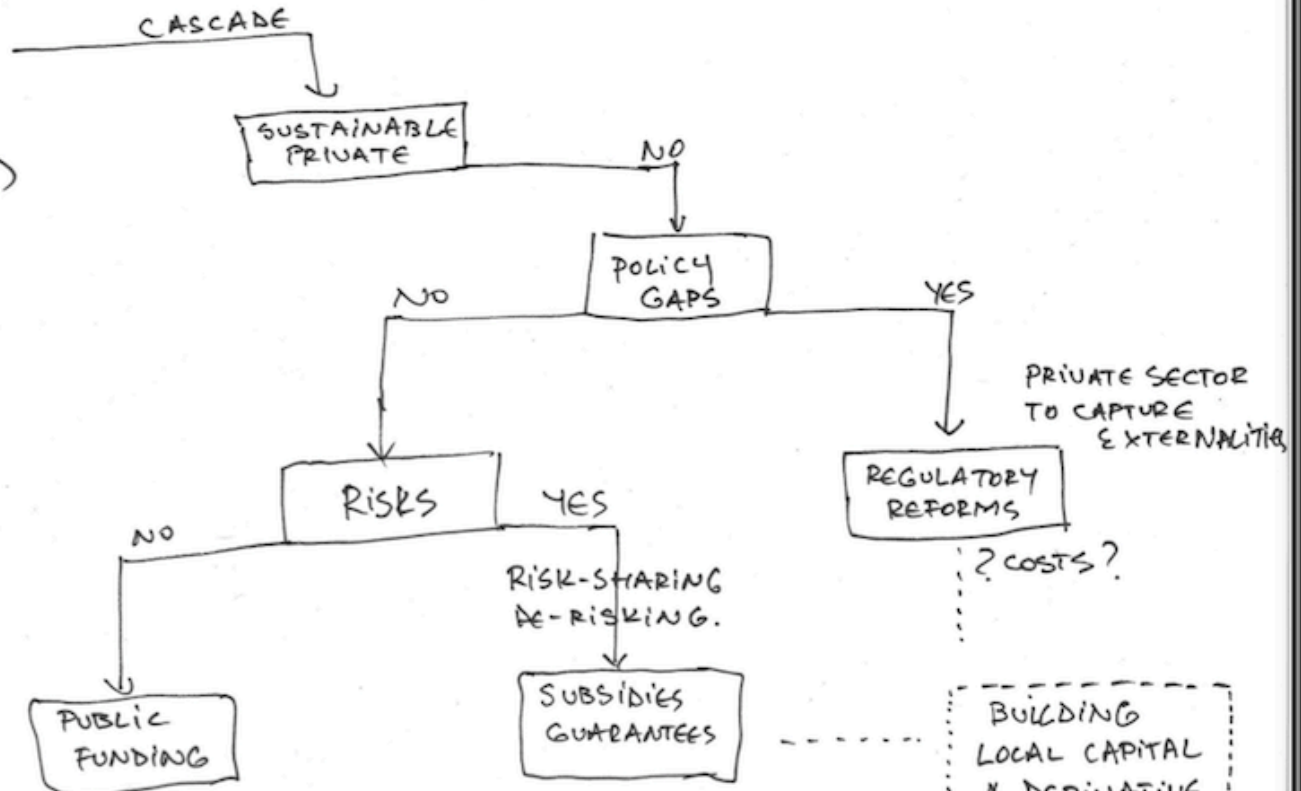 CASCADE
SUSTAINABLE
PRIVATE
NO
POLICY
GAPS
NO
YES
PRIVATE SECTOR
TO CAPTURE
EXTERNALITIES
RISKS
REGULATORY
REFORMS
NO
YES
? COSTS?
RISK-SHARING
DE-RISKING.
PUBLIC
FUNDING
SUBSIDIES
GUARANTEES
BUILDING
LOCAL CAPITAL
& DERIVATIVE